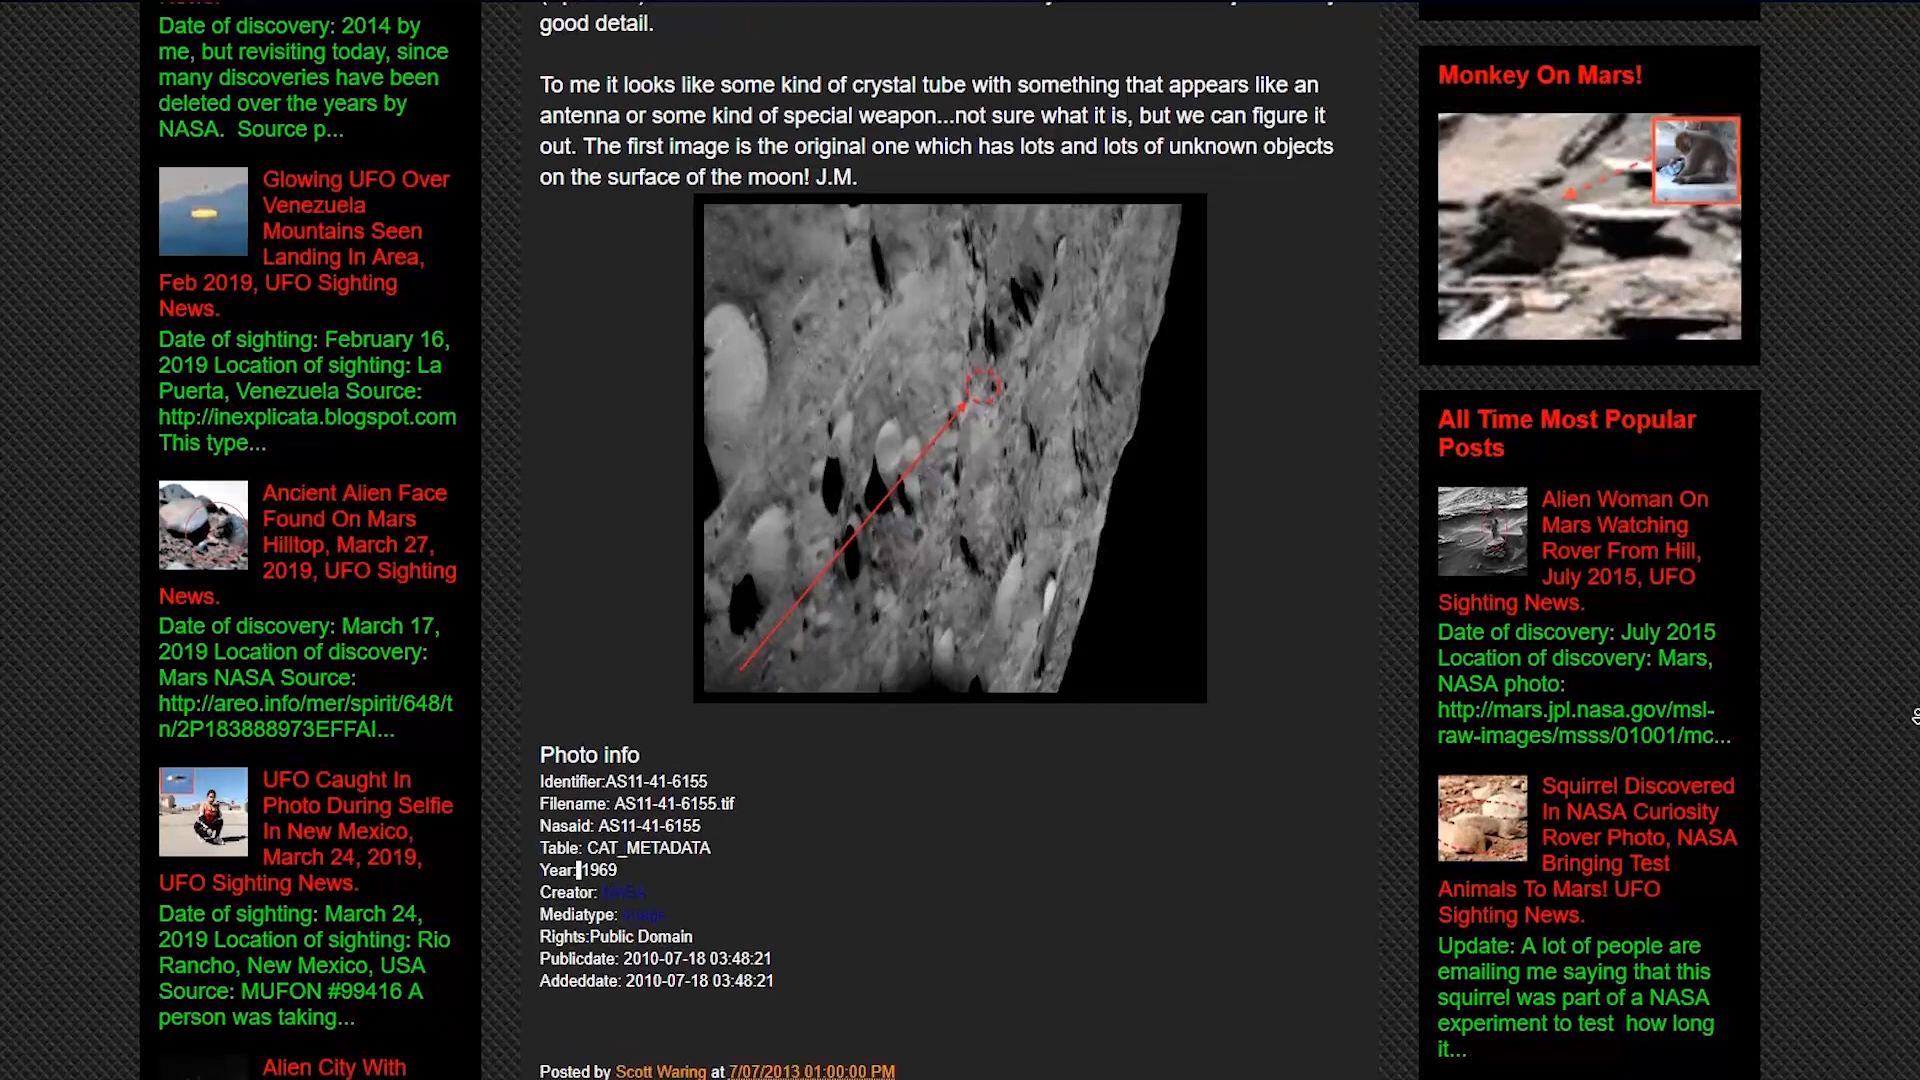 Date of discovery: 2014 by
me, but revisiting today, since
many discoveries have been
deleted over the years by
NASA.  Source p...
Glowing UFO Over
Venezuela
Mountains Seen
Landing In Area,
Feb 2019, UFO Sighting
News.
Date of sighting: February 16,
2019 Location of sighting: La
Puerta, Venezuela Source:
http://inexplicata.blogspot.com
This type...
Ancient Alien Face
Found On Mars
Hilltop, March 27,
2019, UFO Sighting
News.
Date of discovery: March 17,
2019 Location of discovery:
Mars NASA Source:
http://areo.info/mer/spirit/648/t
n/2P183888973EFFAI...
UFO Caught In
Photo During Selfie
In New Mexico,
March 24, 2019,
UFO Sighting News.
Date of sighting: March 24,
2019 Location of sighting: Rio
Rancho, New Mexico, USA
Source: MUFON #99416 A
person was taking...
Alien City With
good detail.
To me it looks like some kind of crystal tube with something that appears like an
antenna or some kind of special weapon...not sure what it is, but we can figure it
out. The first image is the original one which has lots and lots of unknown objects
on the surface of the moon! J.M.
Photo info
Identifier:AS11-41-6155
Filename: AS11-41-6155.tif
Nasaid: AS11-41-6155
Table: CAT_METADATA
Year: 1969
Creator: NASA
Mediatype: image
Rights:Public Domain
Publicdate: 2010-07-18 03:48:21
Addeddate: 2010-07-18 03:48:21
Posted by Scott Waring at 7/07/2013 01:00:00 PM
Monkey On Mars!
All Time Most Popular
Posts
Alien Woman On
Mars Watching
Rover From Hill,
July 2015, UFO
Sighting News.
Date of discovery: July 2015
Location of discovery: Mars,
NASA photo:
http://mars.jpl.nasa.gov/msl-
raw-images/msss/01001/mc...
Squirrel Discovered
In NASA Curiosity
Rover Photo, NASA
Bringing Test
Animals To Mars! UFO
Sighting News.
Update: A lot of people are
emailing me saying that this
squirrel was part of a NASA
experiment to test  how long
it...